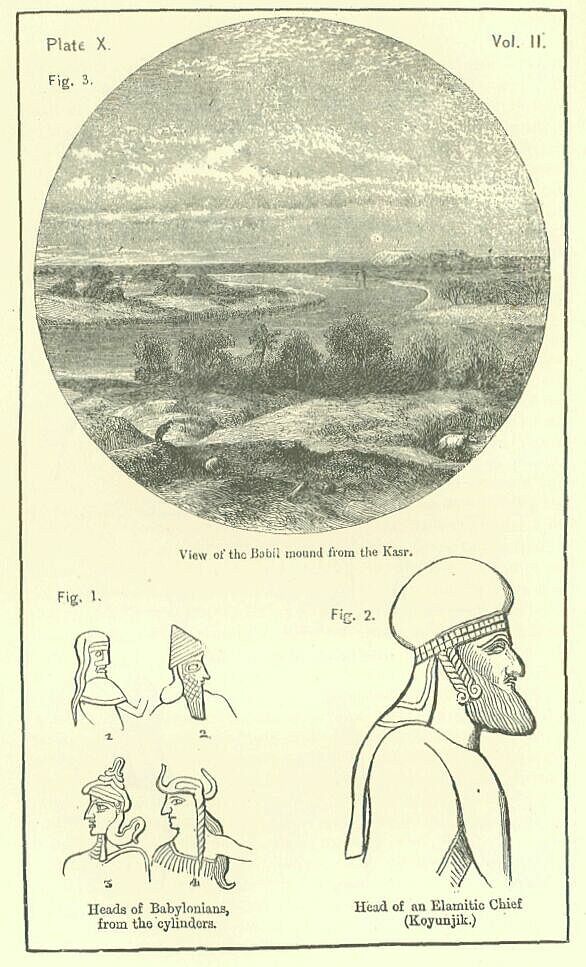 Plate X.
Vol. II.
Fig. 3.
View of the Babil mound from the Kasr.
Fig. 1.
1
2
3
4
Heads of Babylonians,
from the cylinders.
Fig. 2.
Head of an Elamitic Chief
(Koyunjik.)